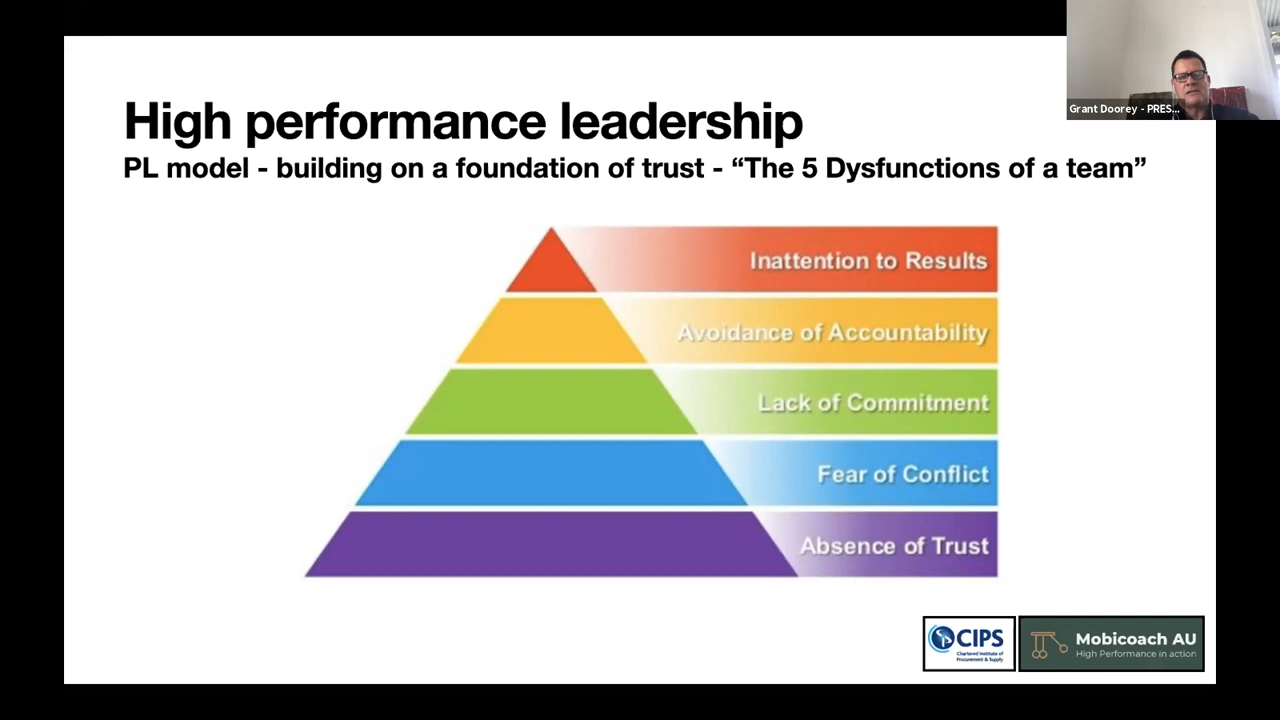 High performance leadership
PL model - building on a foundation of trust - “The 5 Dysfunctions of a team”
Grant Doorey - PRES...
Inattention to Results
Avoidance of Accountability
Lack of Commitment
Fear of Conflict
Absence of Trust
CIPS
Chartered Institute of
Procurement & Supply
Mobicoach AU
High Performance in action